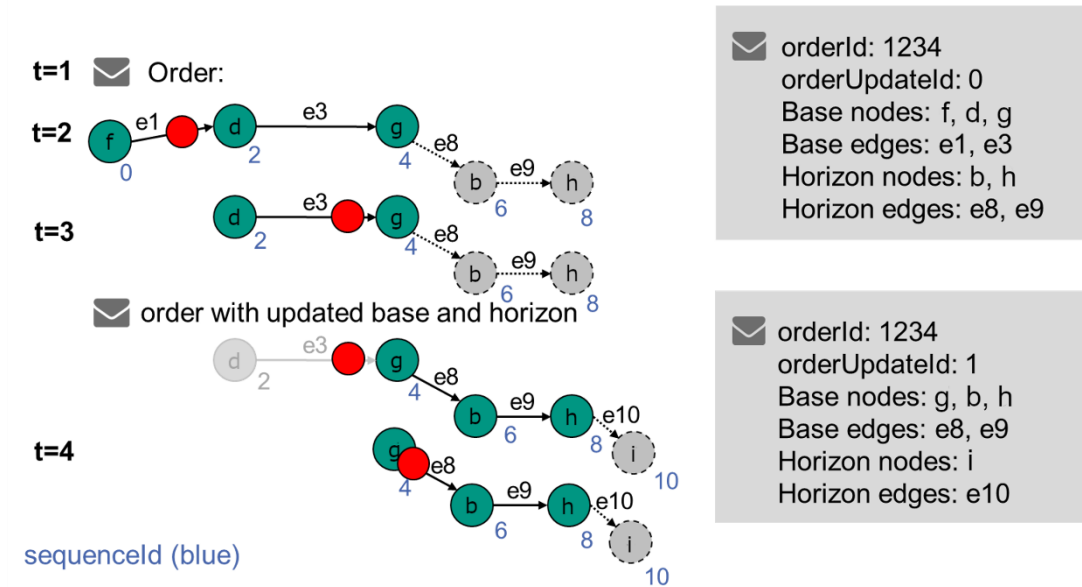 t=1 Order:
t=2
f e1 d e3 g e8 b e9 h
0 2 4 6 8
t=3
d e3 g e8 b e9 h
2 4 6 8
order with updated base and horizon
d e3 g e8 b e9 h e10 i
2 4 6 8 10
t=4
g e8 b e9 h e10 i
4 6 8 10
sequenceId (blue)
orderId: 1234
orderUpdateId: 0
Base nodes: f, d, g
Base edges: e1, e3
Horizon nodes: b, h
Horizon edges: e8, e9
orderId: 1234
orderUpdateId: 1
Base nodes: g, b, h
Base edges: e8, e9
Horizon nodes: i
Horizon edges: e10